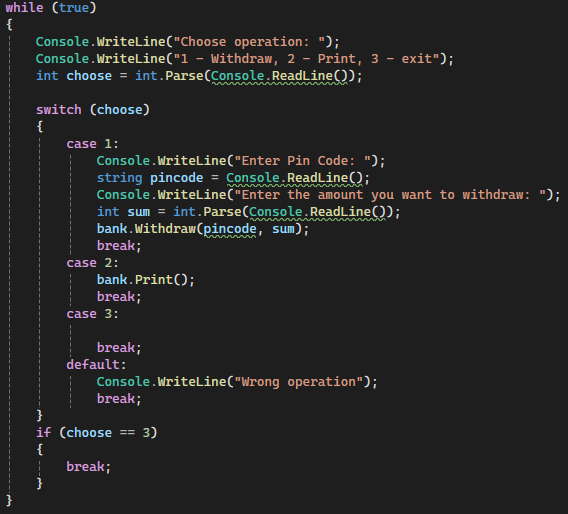 while (true)
{
    Console.WriteLine("Choose operation: ");
    Console.WriteLine("1 - Withdraw, 2 - Print, 3 - exit");
    int choose = int.Parse(Console.ReadLine());

    switch (choose)
    {
        case 1:
            Console.WriteLine("Enter Pin Code: ");
            string pincode = Console.ReadLine();
            Console.WriteLine("Enter the amount you want to withdraw: ");
            int sum = int.Parse(Console.ReadLine());
            bank.Withdraw(pincode, sum);
            break;
        case 2:
            bank.Print();
            break;
        case 3:

            break;
        default:
            Console.WriteLine("Wrong operation");
            break;
    }
    if (choose == 3)
    {
        break;
    }
}